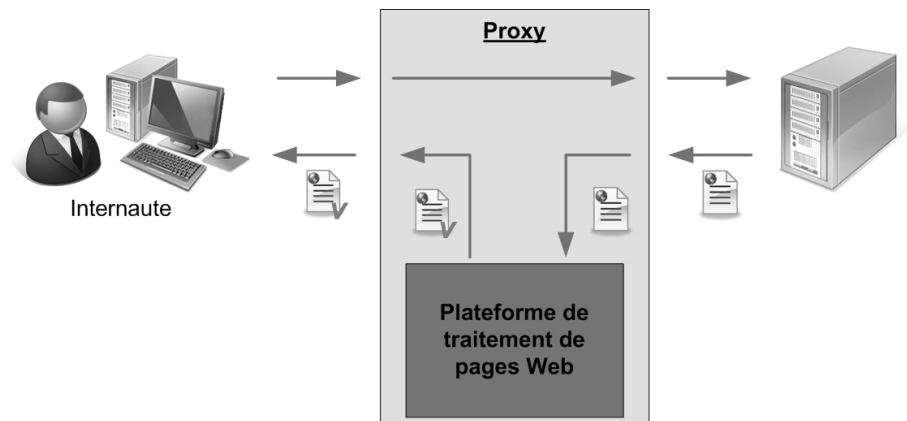 Proxy
Internaute
Plateforme de
traitement de
pages Web